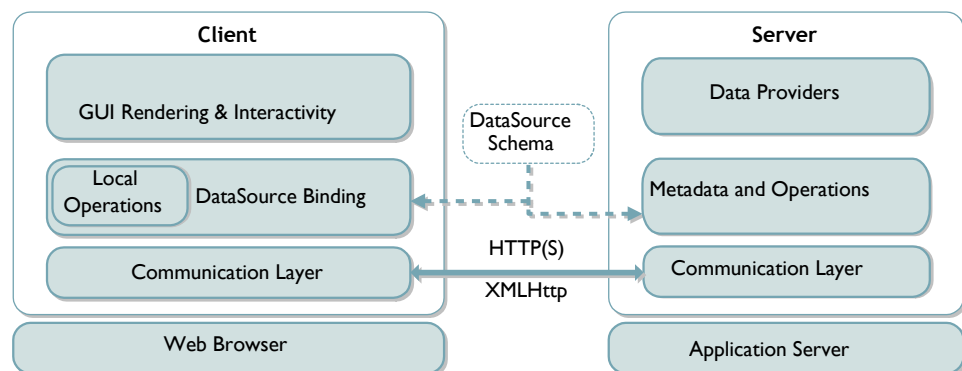 Client
GUI Rendering & Interactivity
Local
Operations
DataSource Binding
Communication Layer
Web Browser
DataSource
Schema
HTTP(S)
XMLHttp
Server
Data Providers
Metadata and Operations
Communication Layer
Application Server